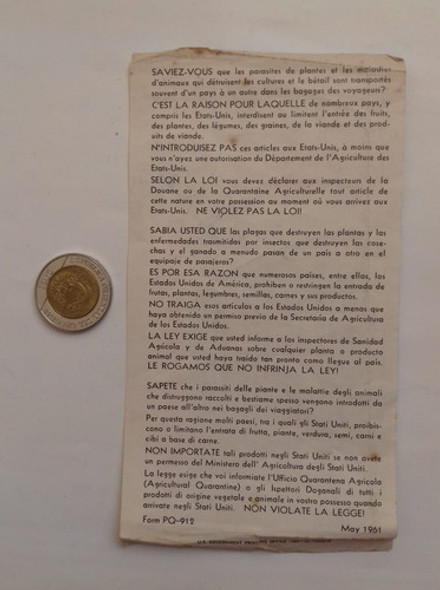 SAVIEZ-VOUS que les parasites de plantes et les maladies
d'animaux qui détruisent les cultures et le bétail sont transportés
souvent d'un pays à un autre dans les bagages des voyageurs?
C'EST LA RAISON POUR LAQUELLE de nombreux pays, y
compris les Etats-Unis, interdisent ou limitent l'entrée des fruits,
des plantes, des légumes, des graines, de la viande et des prod-
uits de viande.
N'INTRODUISEZ PAS ces articles aux Etats-Unis, à moins que
vous n'ayez une autorisation du Département de l'Agriculture des
Etats-Unis.
SELON LA LOI vous devez déclarer aux inspecteurs de la
Douane ou de la Quarantaine Agriculturelle tout article de
cette nature en votre possession au moment où vous arrivez aux
Etats-Unis. NE VIOLEZ PAS LA LOI!
SABIA USTED QUE las plagas que destruyen las plantas y las
enfermedades trasmitidas por insectos que destruyen las cose-
chas y el ganado a menudo pasan de un país a otro en el
equipaje de pasajeros?
ES POR ESA RAZON que numerosos países, entre ellos, los
Estados Unidos de América, prohiben o restringen la entrada de
frutas, plantas, legumbres, semillas, carnes y sus productos.
NO TRAIGA esos artículos a los Estados Unidos a menos que
haya obtenido un permiso previo de la Secretaría de Agricultura
de los Estados Unidos.
LA LEY EXIGE que usted informe a los inspectores de Sanidad
Agrícola y de Aduanas sobre cualquier planta o producto
animal que usted haya traído tan pronto como llegue al país.
LE ROGAMOS QUE NO INFRINJA LA LEY!
SAPETE che i parassiti delle piante e le malattie degli animali
che distruggono raccolti e bestiame spesso vengono introdotti da
un paese all'altro nei bagagli dei viaggiatori?
Per questa ragione molti paesi, tra i quali gli Stati Uniti, proibis-
cono o limitano l'entrata di frutta, piante, verdura, semi, carni e
cibi a base di carne.
NON IMPORTATE tali prodotti negli Stati Uniti se non avete
un permesso del Ministero dell' Agricoltura degli Stati Uniti.
La legge esige che voi informiate l'Ufficio Quarantena Agricola
(Agricultural Quarantine) o gli Ispettori Doganali di tutti i
prodotti di origine vegetale e animale in vostro possesso quando
arrivate negli Stati Uniti. NON VIOLATE LA LEGGE!
Form PQ-912
May 1961
U.S. GOVERNMENT PRINTING OFFICE